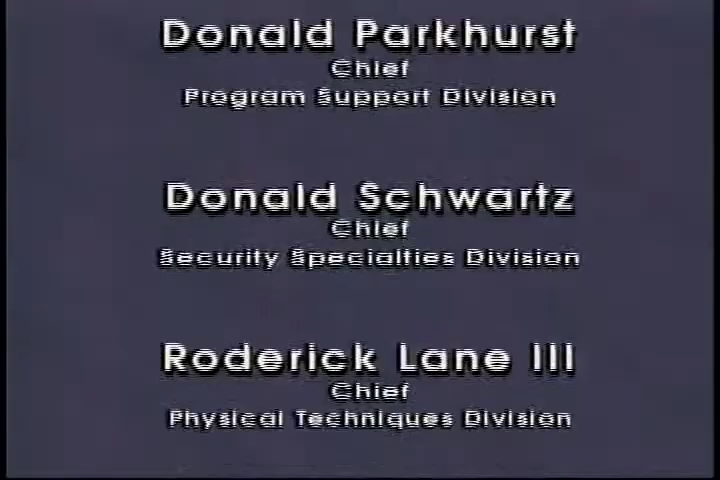 Donald Parkhurst
Chief
Program Support Division
Donald Schwartz
Chief
Security Specialties Division
Roderick Lane III
Chief
Physical Techniques Division